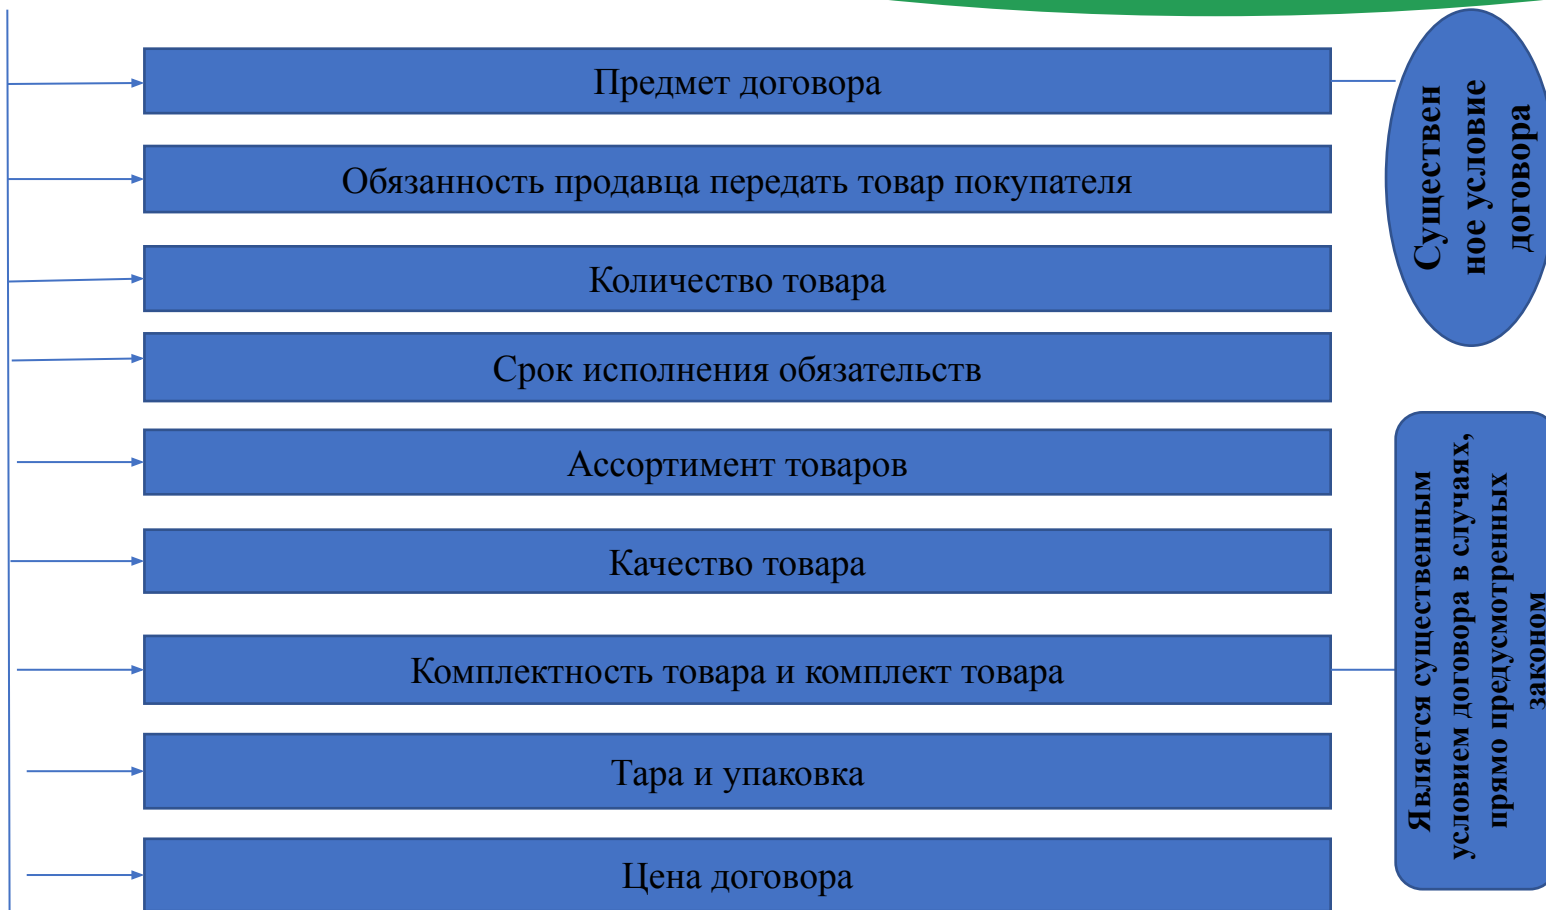 Предмет договора
Обязанность продавца передать товар покупателя
Количество товара
Срок исполнения обязательств
Ассортимент товаров
Качество товара
Комплектность товара и комплект товара
Тара и упаковка
Цена договора
Существен
ное условие
договора
Является существенным
условием договора в случаях,
прямо предусмотренных
законом